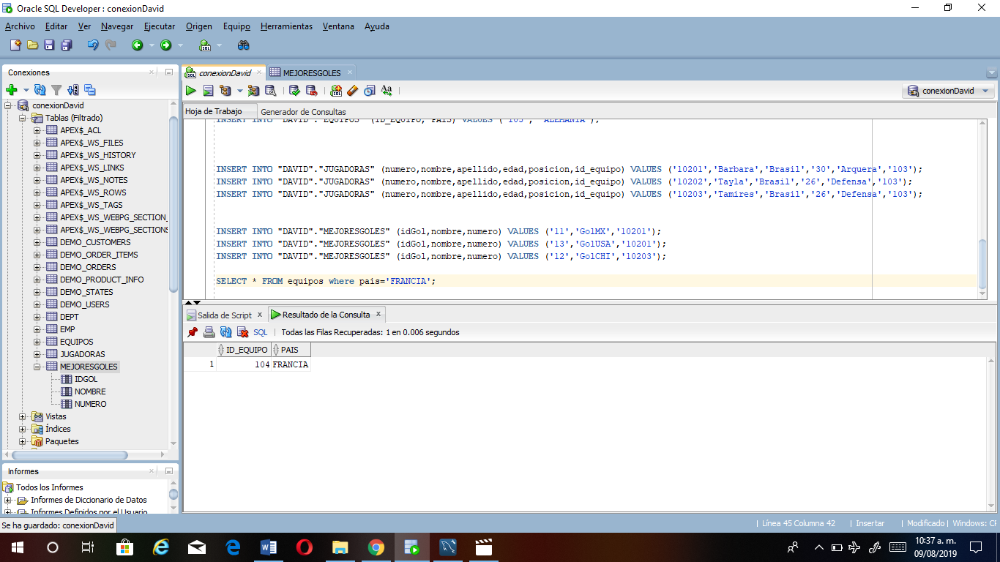 Oracle SQL Developer : conexionDavid
Archivo Editar Ver Navegar Ejecutar Origen Equipo Herramientas Ventana Ayuda
Conexiones
conexionDavid
Tablas (Filtrado)
APEX$_ACL
APEX$_WS_FILES
APEX$_WS_HISTORY
APEX$_WS_LINKS
APEX$_WS_NOTES
APEX$_WS_ROWS
APEX$_WS_TAGS
APEX$_WS_WEBPG_SECTION_
APEX$_WS_WEBPG_SECTIONS
DEMO_CUSTOMERS
DEMO_ORDER_ITEMS
DEMO_ORDERS
DEMO_PRODUCT_INFO
DEMO_STATES
DEMO_USERS
DEPT
EMP
EQUIPOS
JUGADORAS
MEJORESGOLES
IDGOL
NOMBRE
NUMERO
Vistas
Índices
Paquetes
Informes
Todos los Informes
Informes de Diccionario de Datos
Informes Definidos por el Usuario
Se ha guardado: conexionDavid
conexionDavid MEJORESGOLES
conexionDavid
Hoja de Trabajo Generador de Consultas
INSERT INTO "DAVID"."EQUIPOS" (ID_EQUIPO, PAIS) VALUES ('105', 'ALEMANIA');
INSERT INTO "DAVID"."JUGADORAS" (numero,nombre,apellido,edad,posicion,id_equipo) VALUES ('10201','Barbara','Brasil','30','Arquera','103');
INSERT INTO "DAVID"."JUGADORAS" (numero,nombre,apellido,edad,posicion,id_equipo) VALUES ('10202','Tayla','Brasil','26','Defensa','103');
INSERT INTO "DAVID"."JUGADORAS" (numero,nombre,apellido,edad,posicion,id_equipo) VALUES ('10203','Tamires','Brasil','26','Defensa','103');
INSERT INTO "DAVID"."MEJORESGOLES" (idGol,nombre,numero) VALUES ('11','GolMX','10201');
INSERT INTO "DAVID"."MEJORESGOLES" (idGol,nombre,numero) VALUES ('13','GolUSA','10201');
INSERT INTO "DAVID"."MEJORESGOLES" (idGol,nombre,numero) VALUES ('12','GolCHI','10203');
SELECT * FROM equipos where pais='FRANCIA';
Salida de Script x Resultado de la Consulta x
SQL | Todas las Filas Recuperadas: 1 en 0.006 segundos
ID_EQUIPO PAIS
1 104 FRANCIA
| Línea 45 Columna 42 | Insertar | Modificado | Windows: CF
10:37 a. m.
09/08/2019